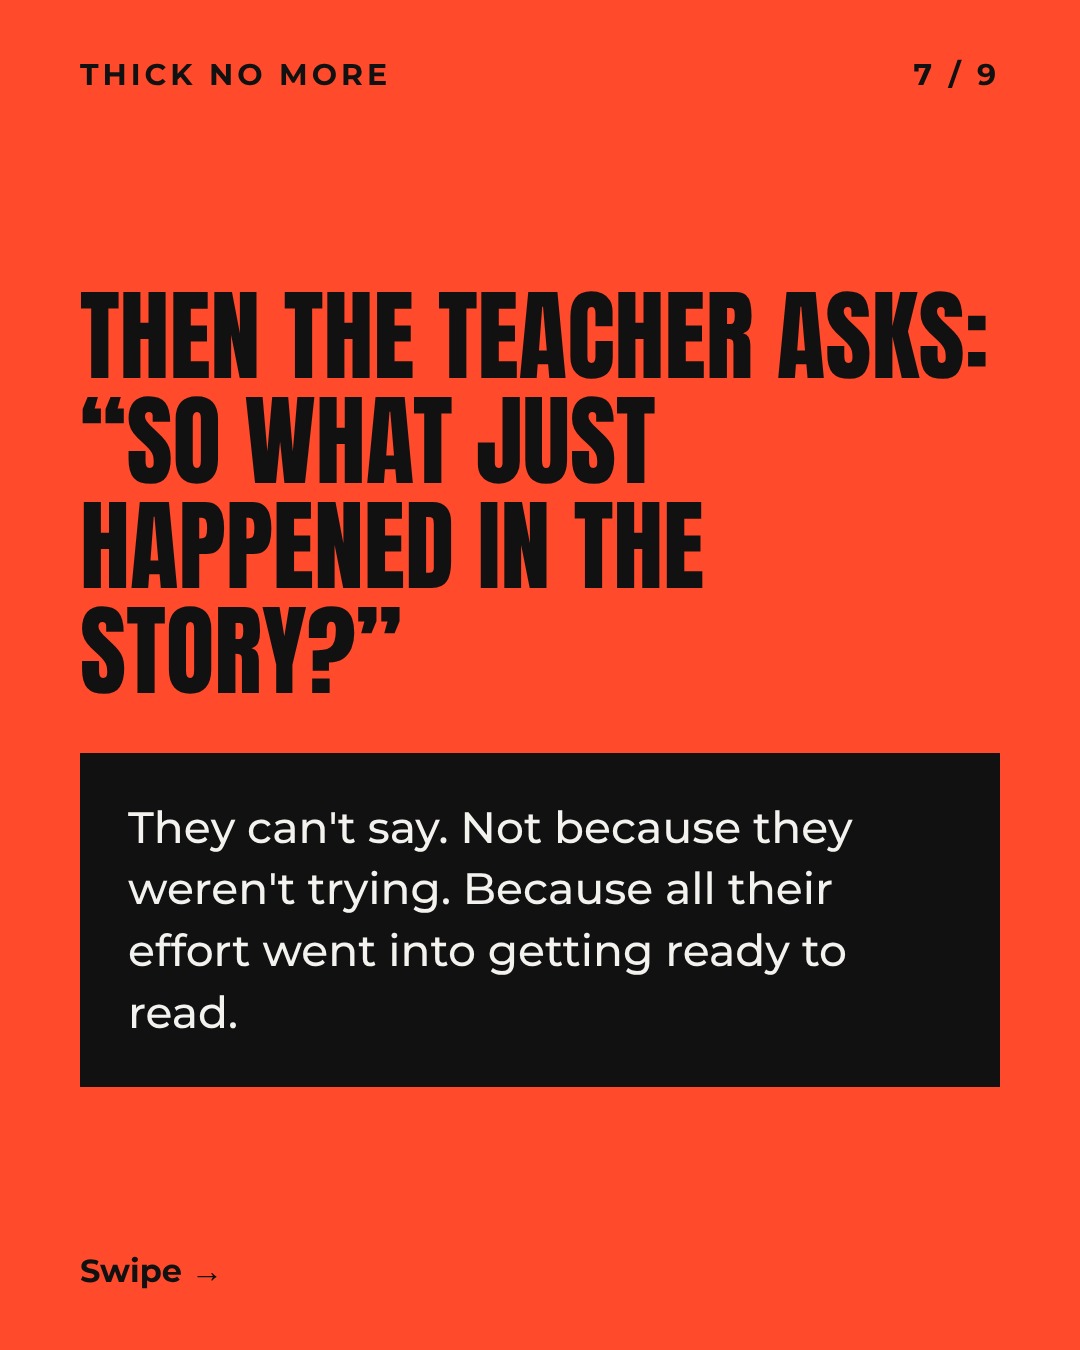 THICK NO MORE
7 / 9
THEN THE TEACHER ASKS:
“SO WHAT JUST
HAPPENED IN THE
STORY?”
They can't say. Not because they
weren't trying. Because all their
effort went into getting ready to
read.
Swipe →